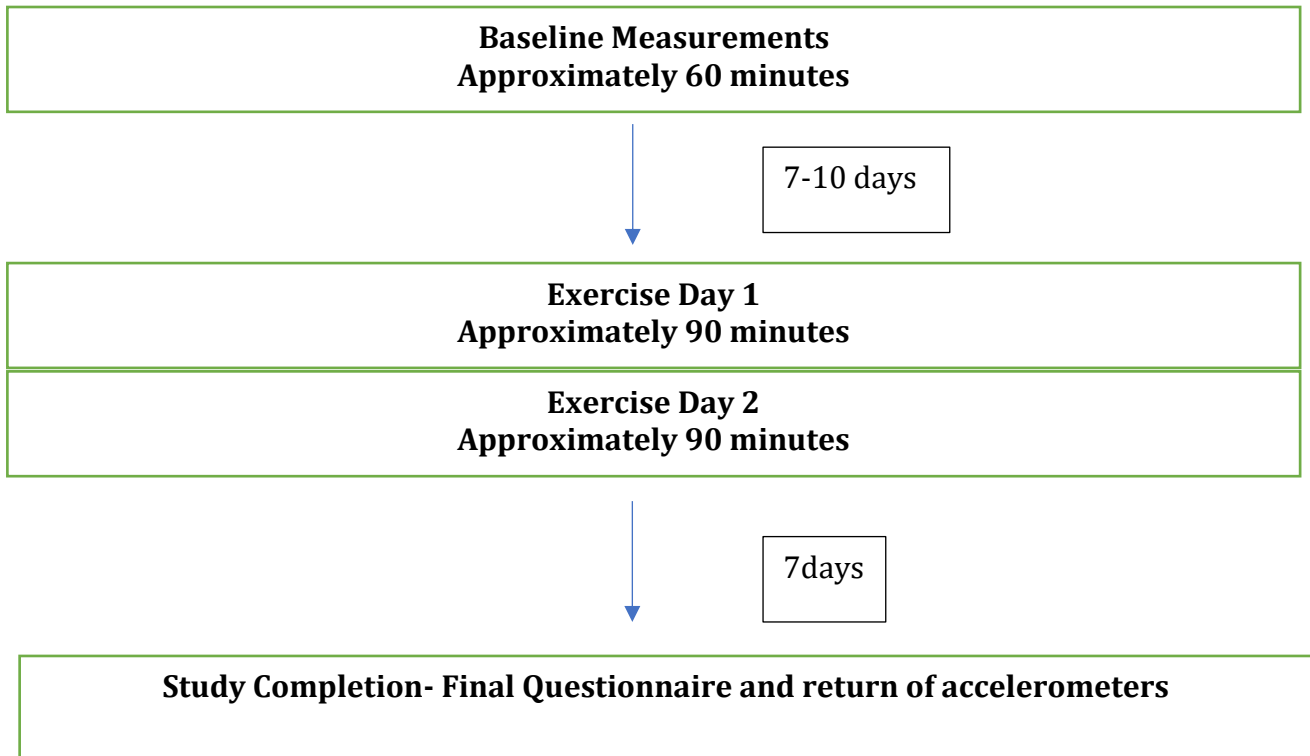 Baseline Measurements
Approximately 60 minutes
7-10 days
Exercise Day 1
Approximately 90 minutes
Exercise Day 2
Approximately 90 minutes
7days
Study Completion- Final Questionnaire and return of accelerometers